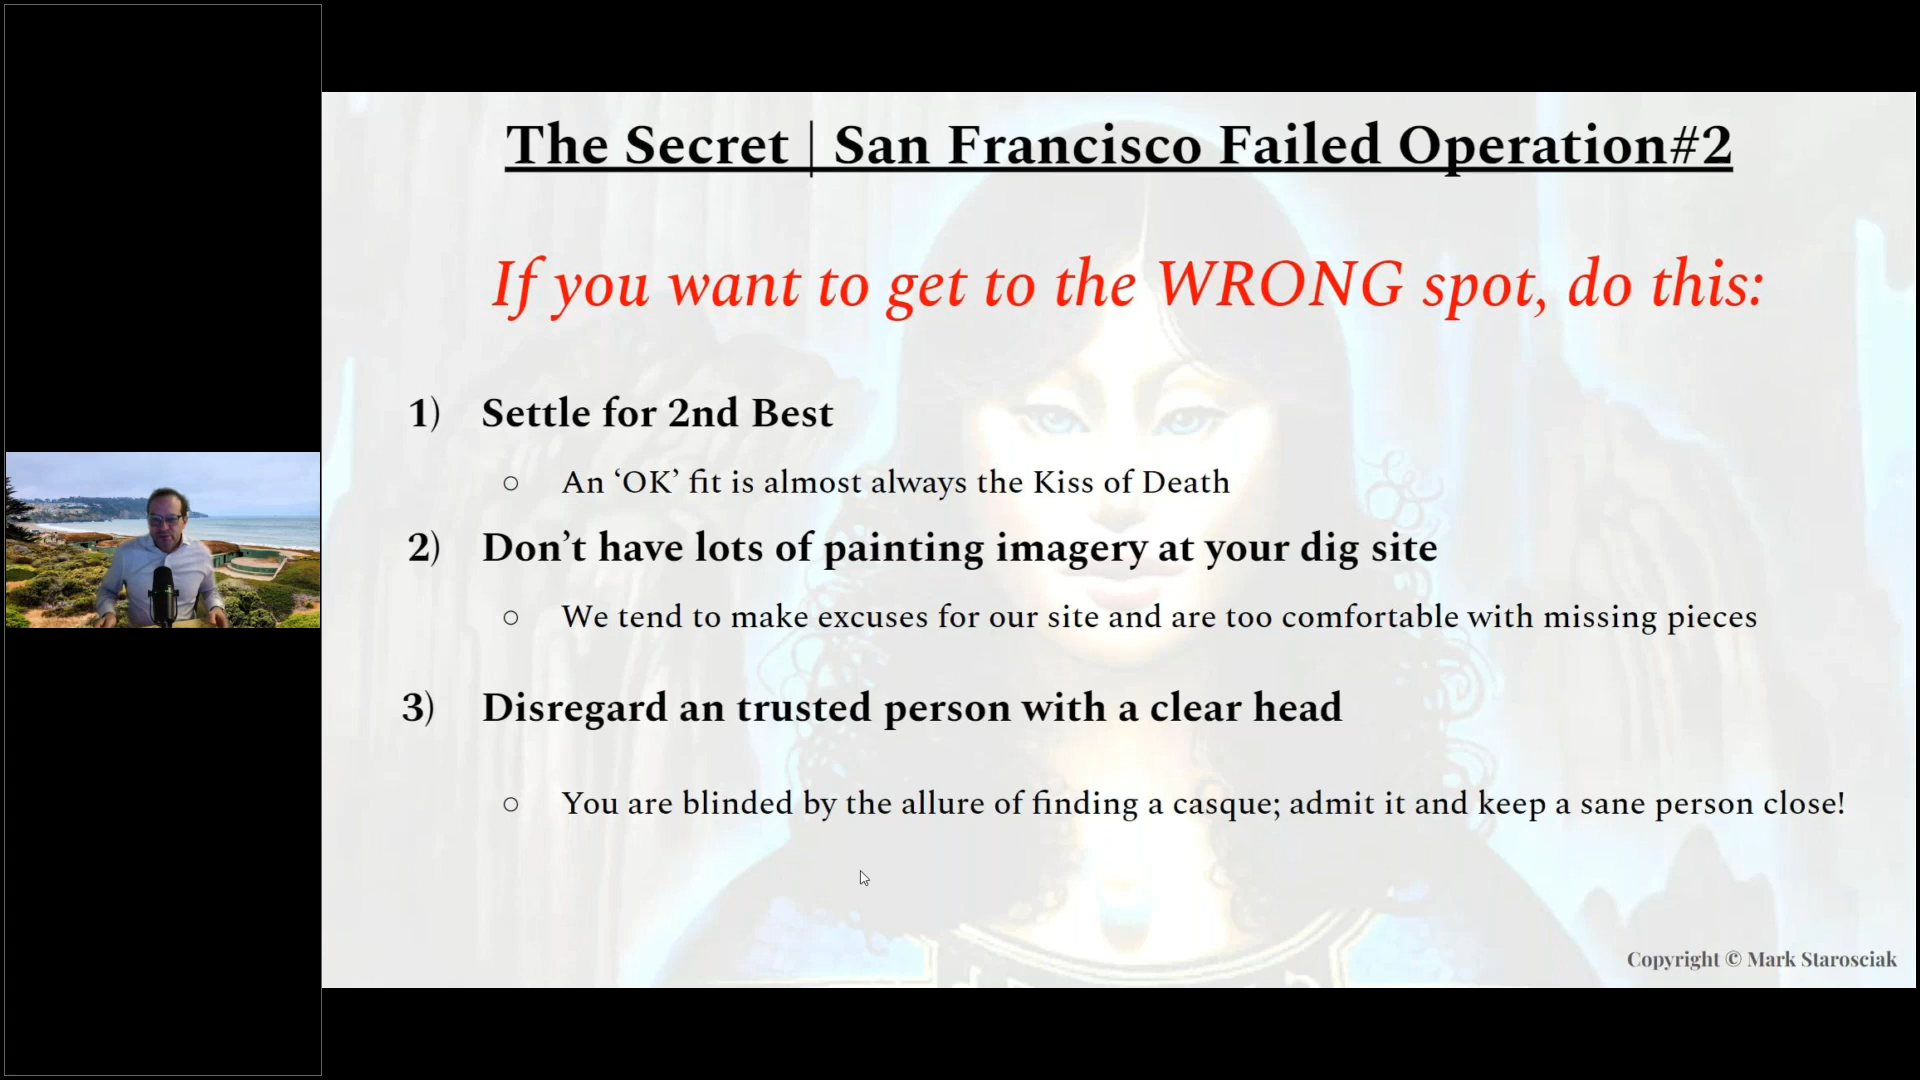 The Secret | San Francisco Failed Operation#2
If you want to get to the WRONG spot, do this:
1) Settle for 2nd Best
○ An ‘OK’ fit is almost always the Kiss of Death
2) Don’t have lots of painting imagery at your dig site
○ We tend to make excuses for our site and are too comfortable with missing pieces
3) Disregard an trusted person with a clear head
○ You are blinded by the allure of finding a casque; admit it and keep a sane person close!
Copyright © Mark Starosciak